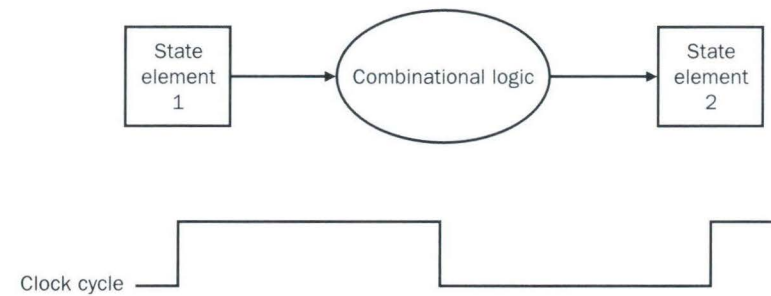 State
element
1
Combinational logic
State
element
2
Clock cycle